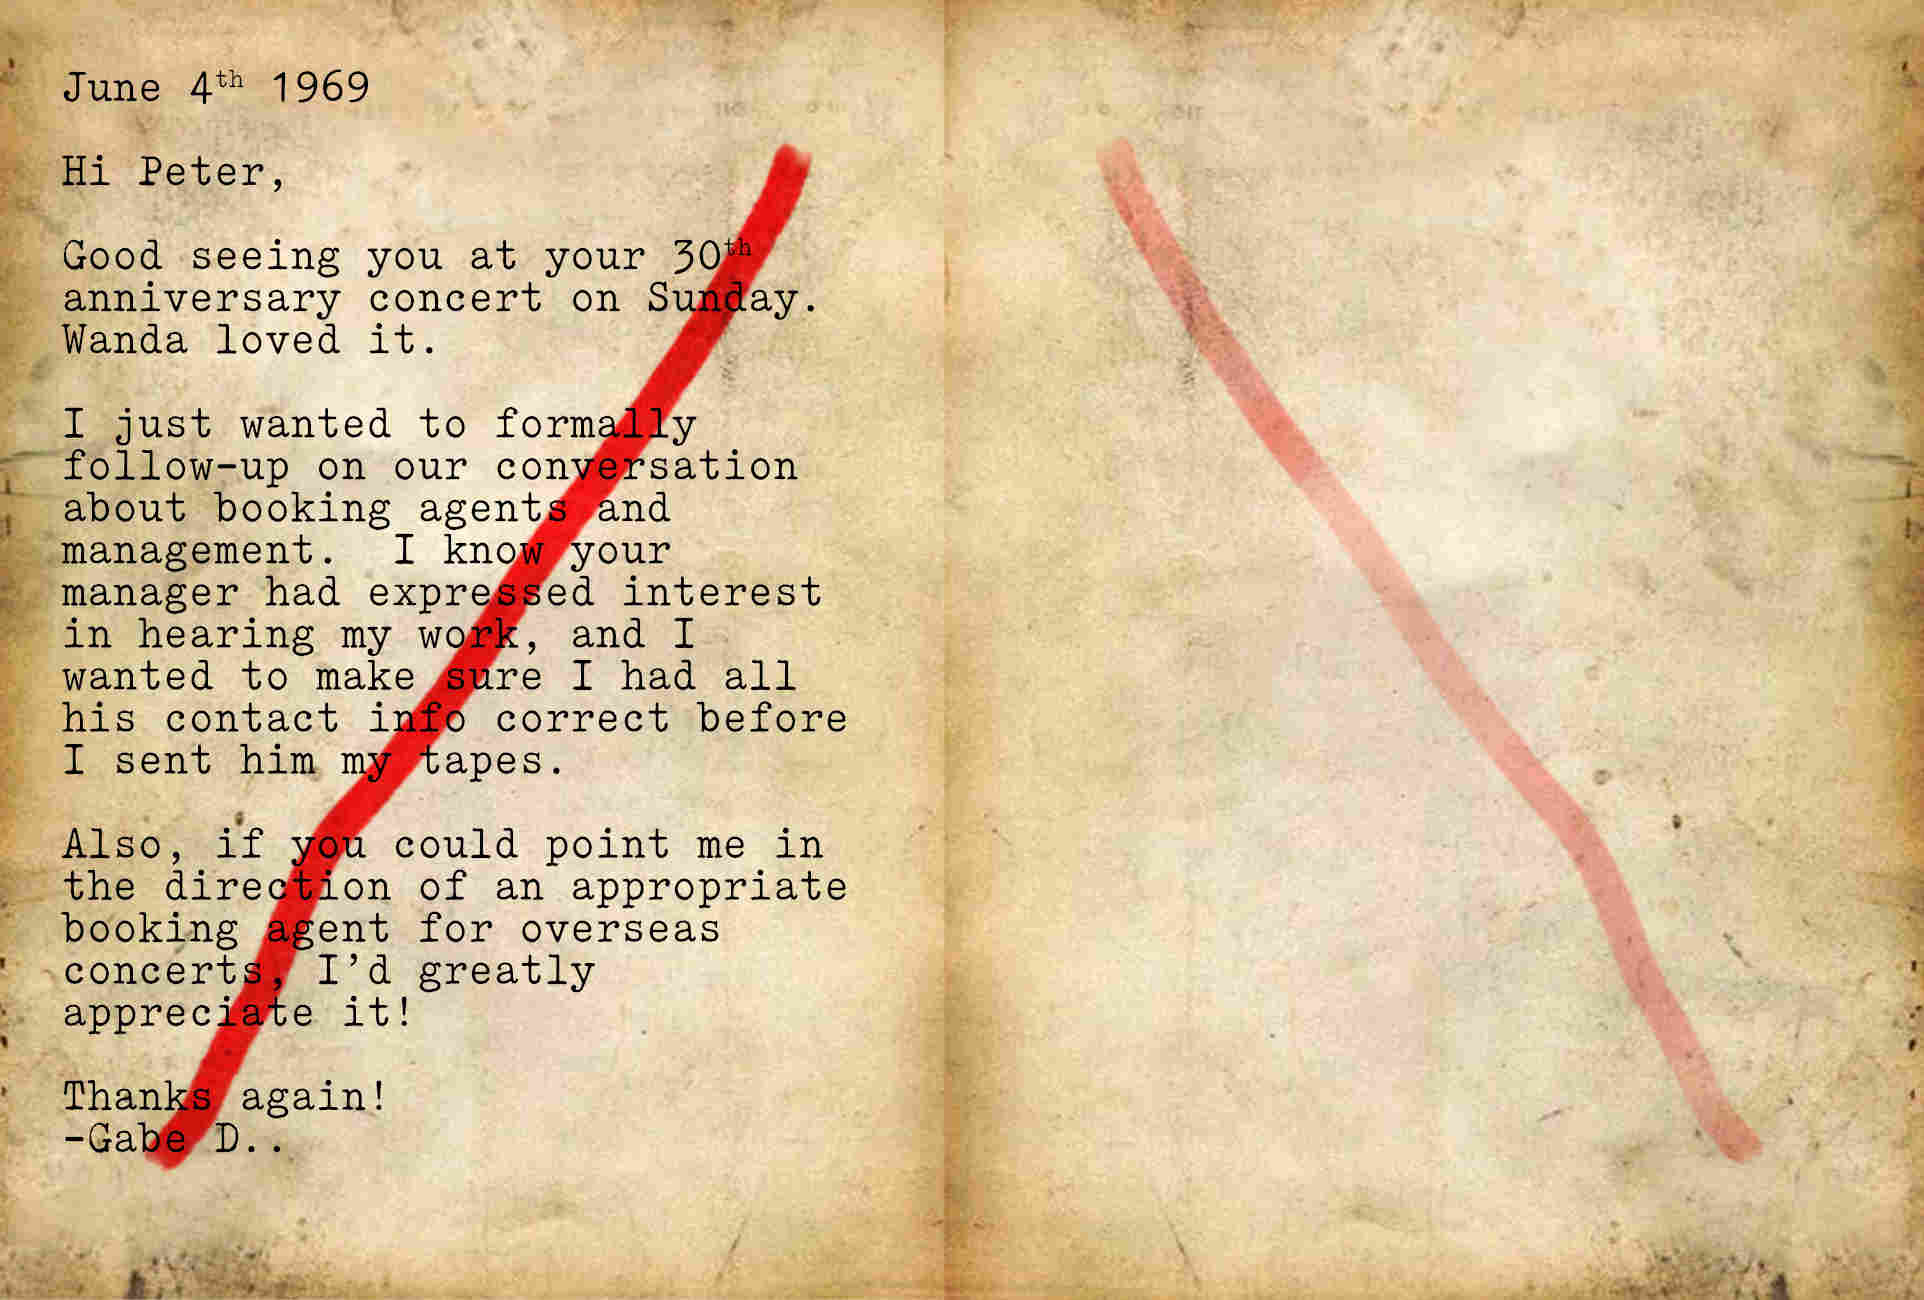 June 4th 1969
Hi Peter,
Good seeing you at your 30th
anniversary concert on Sunday.
Wanda loved it.
I just wanted to formally
follow-up on our conversation
about booking agents and
management.  I know your
manager had expressed interest
in hearing my work, and I
wanted to make sure I had all
his contact info correct before
I sent him my tapes.
Also, if you could point me in
the direction of an appropriate
booking agent for overseas
concerts, I’d greatly
appreciate it!
Thanks again!
-Gabe D..